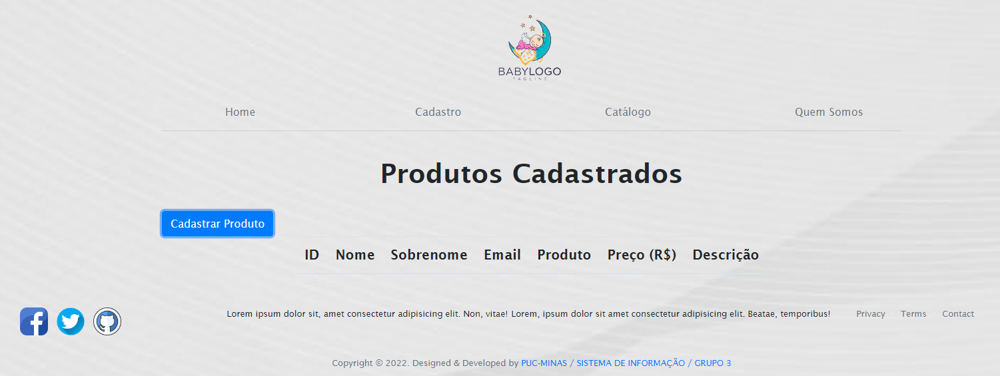 BABYLOGO
TAGLINE
Home Cadastro Catálogo Quem Somos
Produtos Cadastrados
Cadastrar Produto
ID Nome Sobrenome Email Produto Preço (R$) Descrição
Lorem ipsum dolor sit, amet consectetur adipisicing elit. Non, vitae! Lorem, ipsum dolor sit amet consectetur adipisicing elit. Beatae, temporibus! Privacy Terms Contact
Copyright © 2022. Designed & Developed by PUC-MINAS / SISTEMA DE INFORMAÇÃO / GRUPO 3